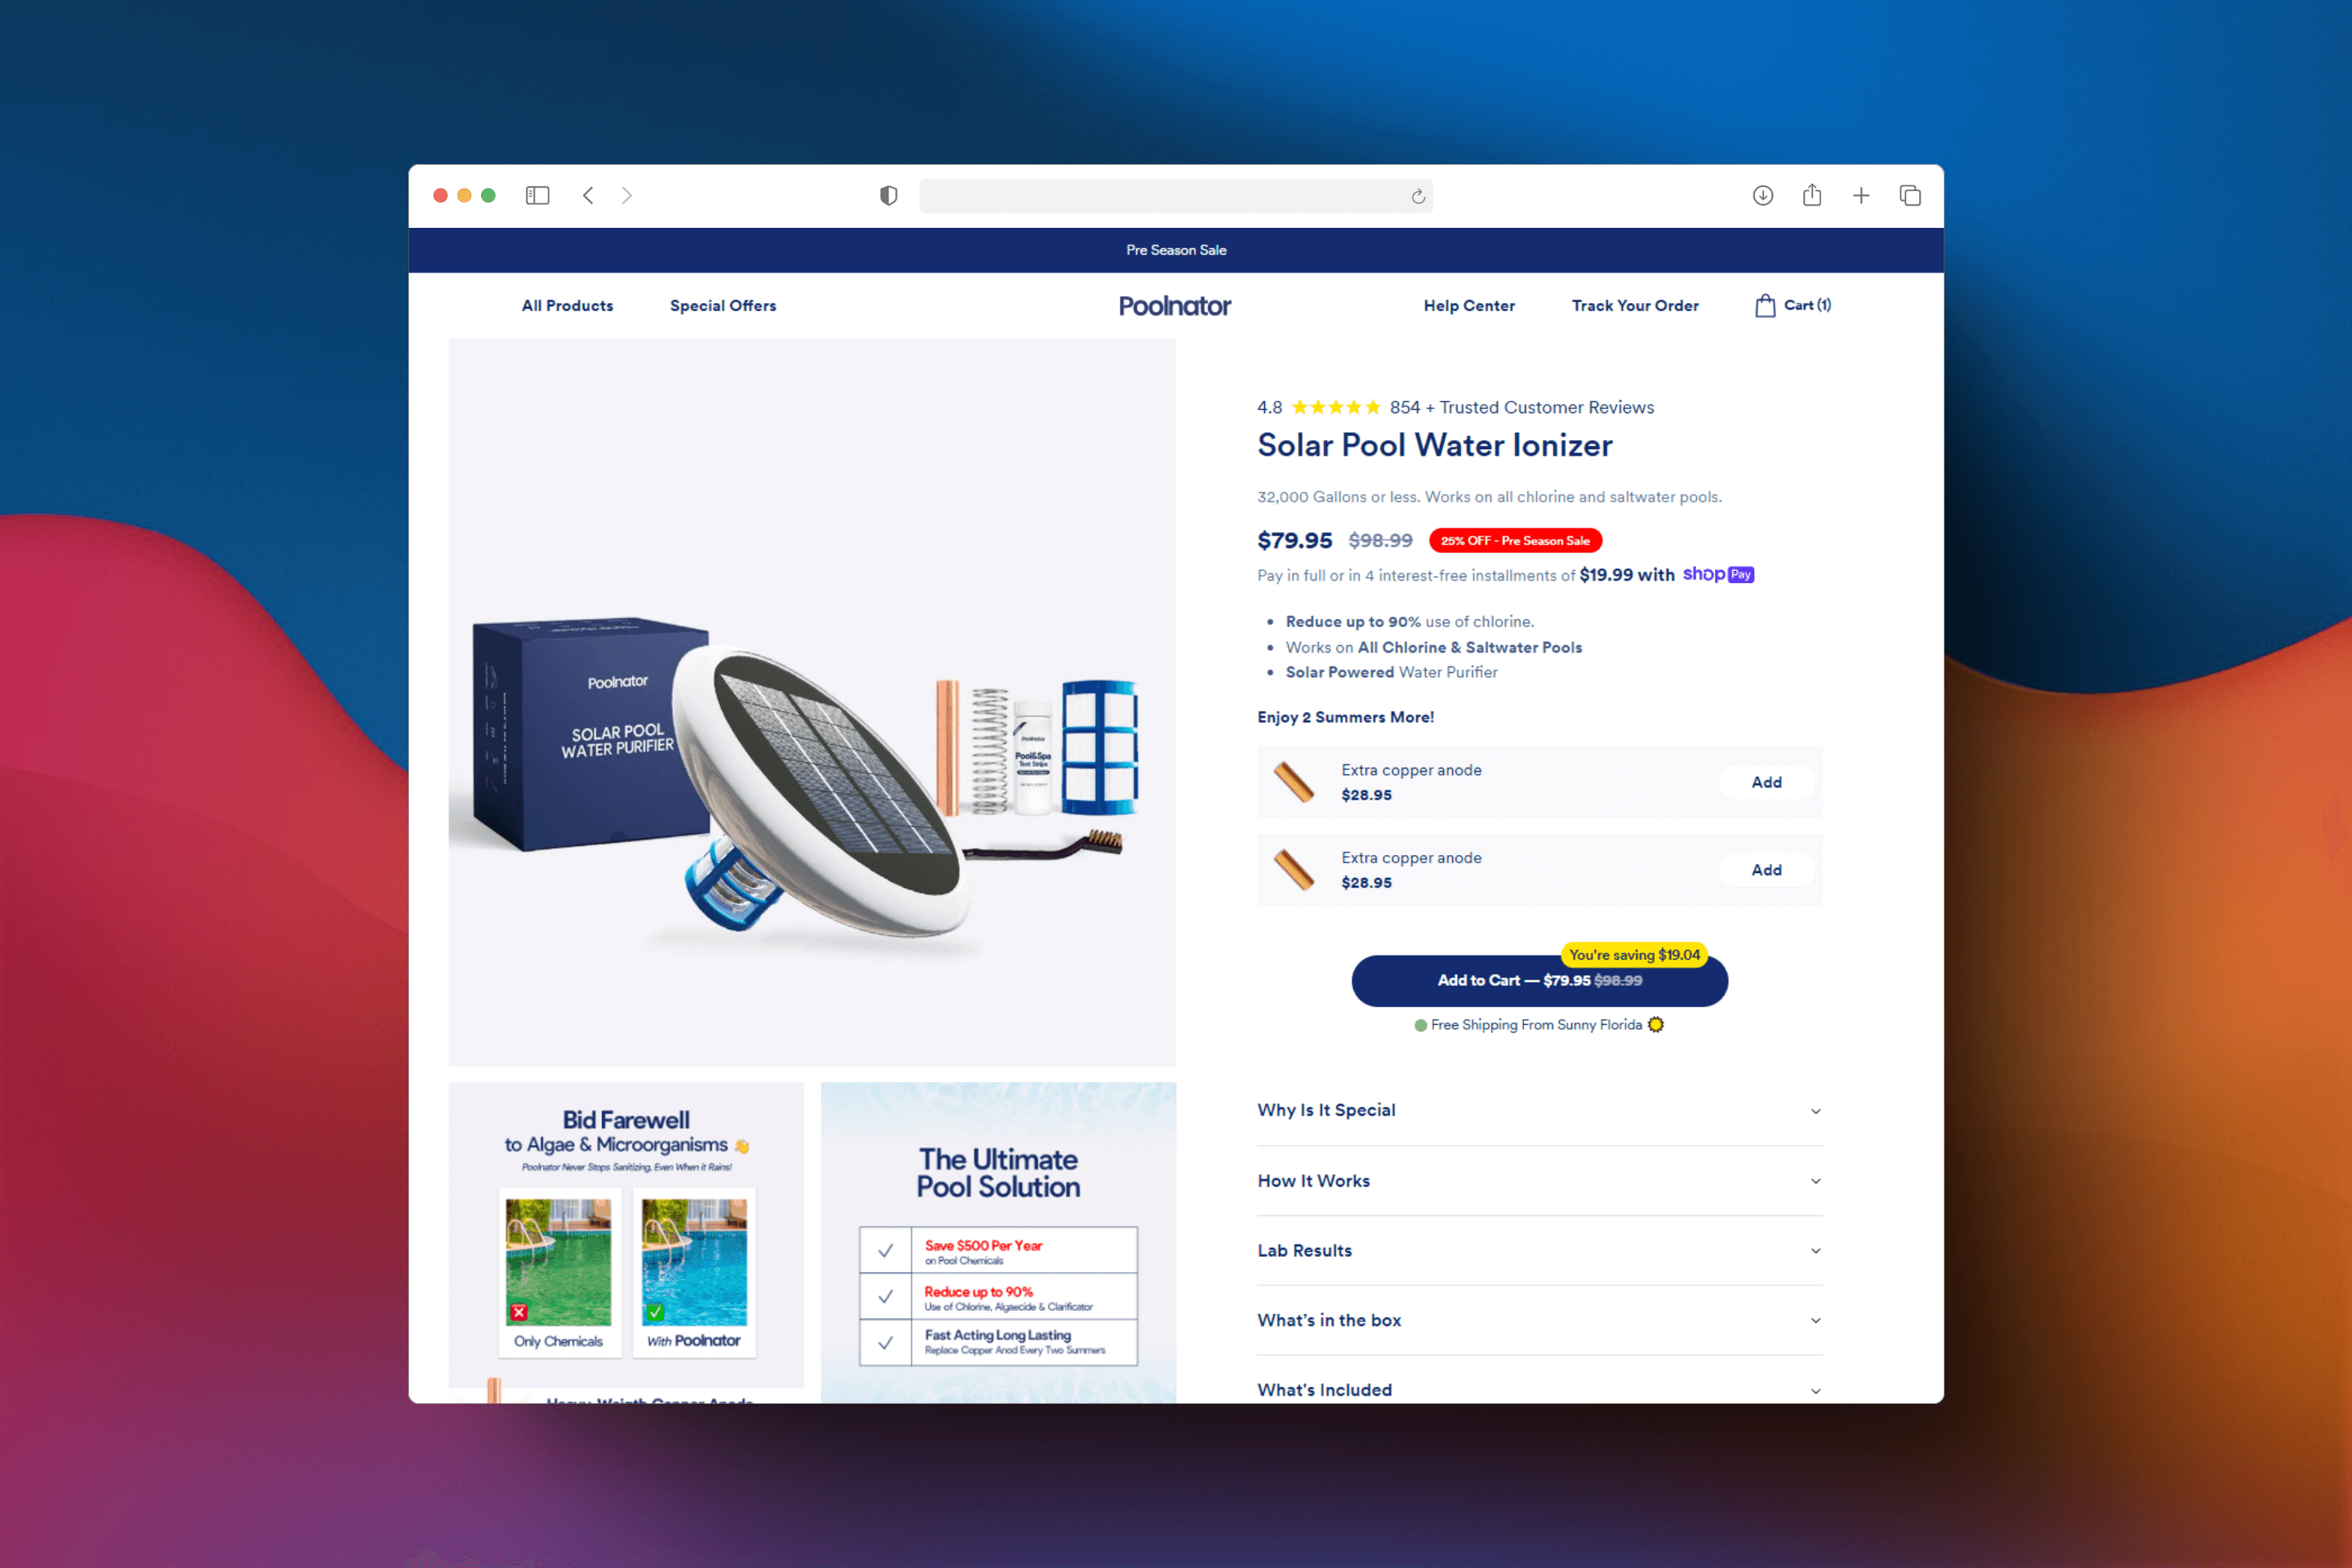 Pre Season Sale
All Products
Special Offers
Poolnator
Help Center
Track Your Order
Cart (1)
Poolnator
SOLAR POOL
WATER PURIFIER
Poolnator
Pool&Spa
Test Strips
4.8 ★★★★★ 854 + Trusted Customer Reviews
Solar Pool Water Ionizer
32,000 Gallons or less. Works on all chlorine and saltwater pools.
$79.95 $98.99 25% OFF - Pre Season Sale
Pay in full or in 4 interest-free installments of $19.99 with shop Pay
• Reduce up to 90% use of chlorine.
• Works on All Chlorine & Saltwater Pools
• Solar Powered Water Purifier
Enjoy 2 Summers More!
Extra copper anode
$28.95
Add
Extra copper anode
$28.95
Add
You're saving $19.04
Add to Cart — $79.95 $98.99
Free Shipping From Sunny Florida
Bid Farewell
to Algae & Microorganisms 👋
Poolnator Never Stops Sanitizing, Even When it Rains!
Only Chemicals
With Poolnator
The Ultimate
Pool Solution
Save $500 Per Year
on Pool Chemicals
Reduce up to 90%
Use of Chlorine, Algaecide & Clarificator
Fast Acting Long Lasting
Replace Copper Anod Every Two Summers
Why Is It Special
How It Works
Lab Results
What's in the box
What's Included
Heavy-Weigth Copper Anode